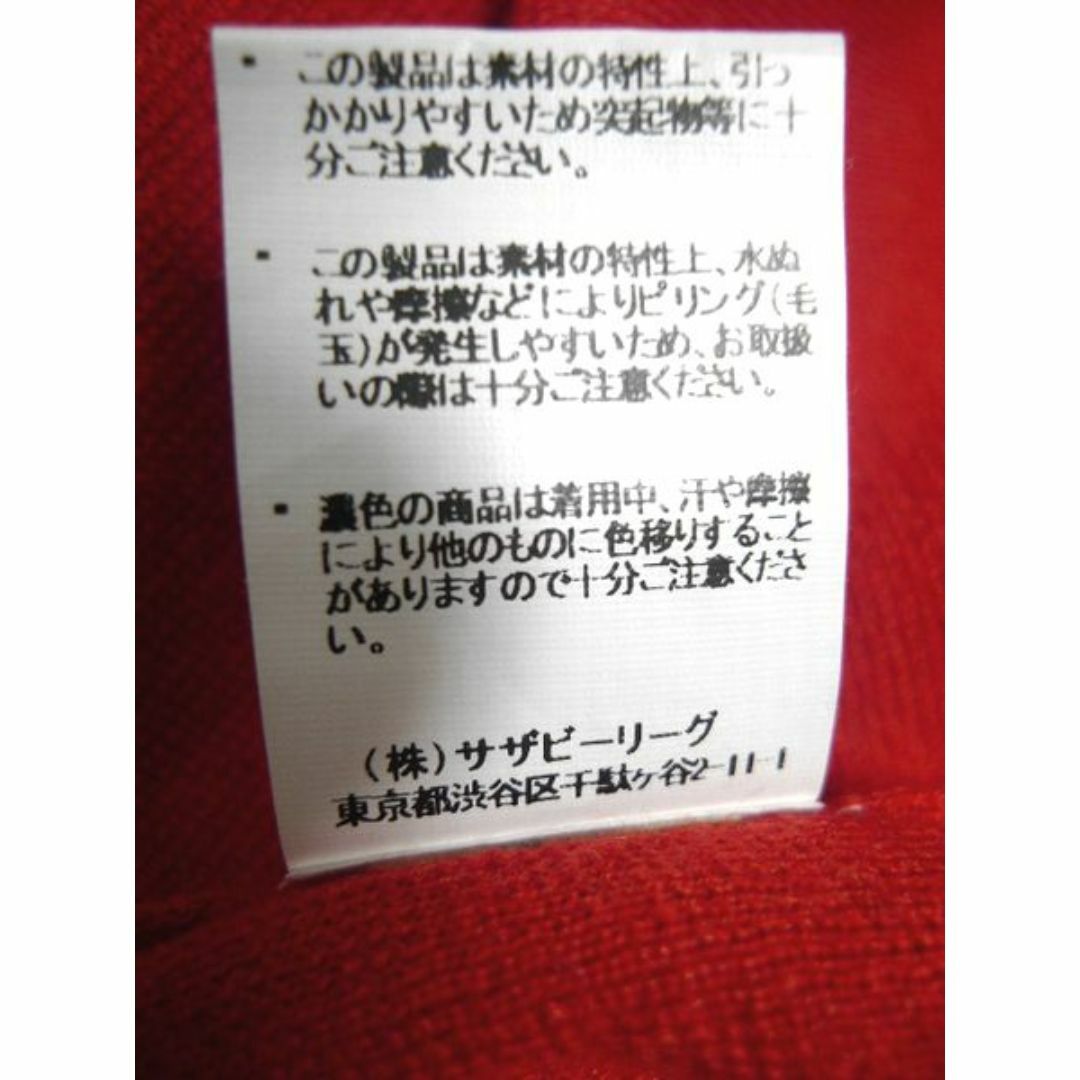 ・この製品は素材の特性上、引っ
かかりやすいため突起物等に十
分ご注意ください。
・この製品は素材の特性上、水ぬ
れや摩擦などによりピリング(毛
玉)が発生しやすいため、お取扱
いの際は十分ご注意ください。
・濃色の商品は着用中、汗や摩擦
により他のものに色移りすること
がありますので十分ご注意くださ
い。
(株)サザビーリーグ
東京都渋谷区千駄ヶ谷2-11-1